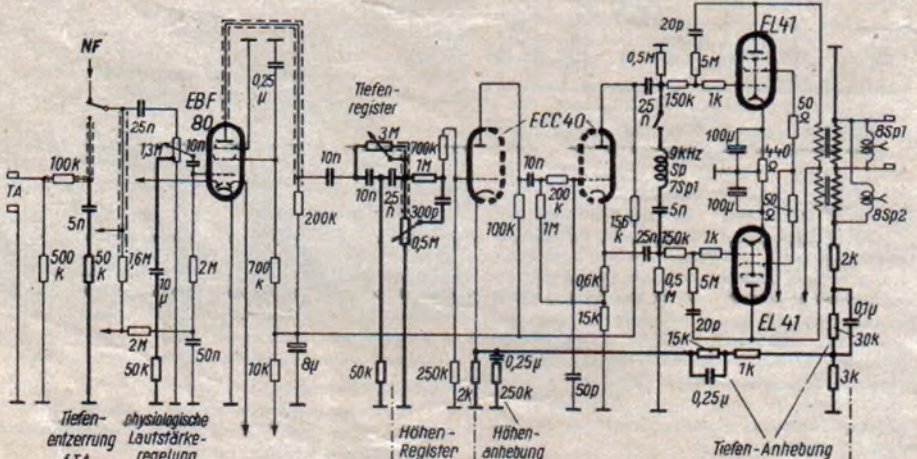 NF
25n
EBF
80
0,25
µ
TA
100K
5n
500
k
50
k
1,3M
10n
1,6M
10
µ
2M
2M
50n
50K
200K
700
k
10K
8µ
Tiefen-
register
3M
10n
10n
25
n
700k
1M
300p
0,5M
50K
250K
2k
ECC40
100K
10n
1M
200
k
0,25µ
250K
50p
0,6K
15K
20p
EL41
0,5M
5M
25
n
150k
1k
9kHz
Sp
7Sp1
5n
25n
150k
1k
0,5
M
5M
20p
EL 41
100µ
100µ
440
Ω
50
Ω
50
Ω
8Sp1
8Sp2
2k
0,1µ
30K
3k
15K
1k
0,25µ
Tiefen-
entzerrung
f.TA
physiologische
Lautstärke-
regelung
Höhen-
Register
Höhen-
anhebung
Tiefen-Anhebung